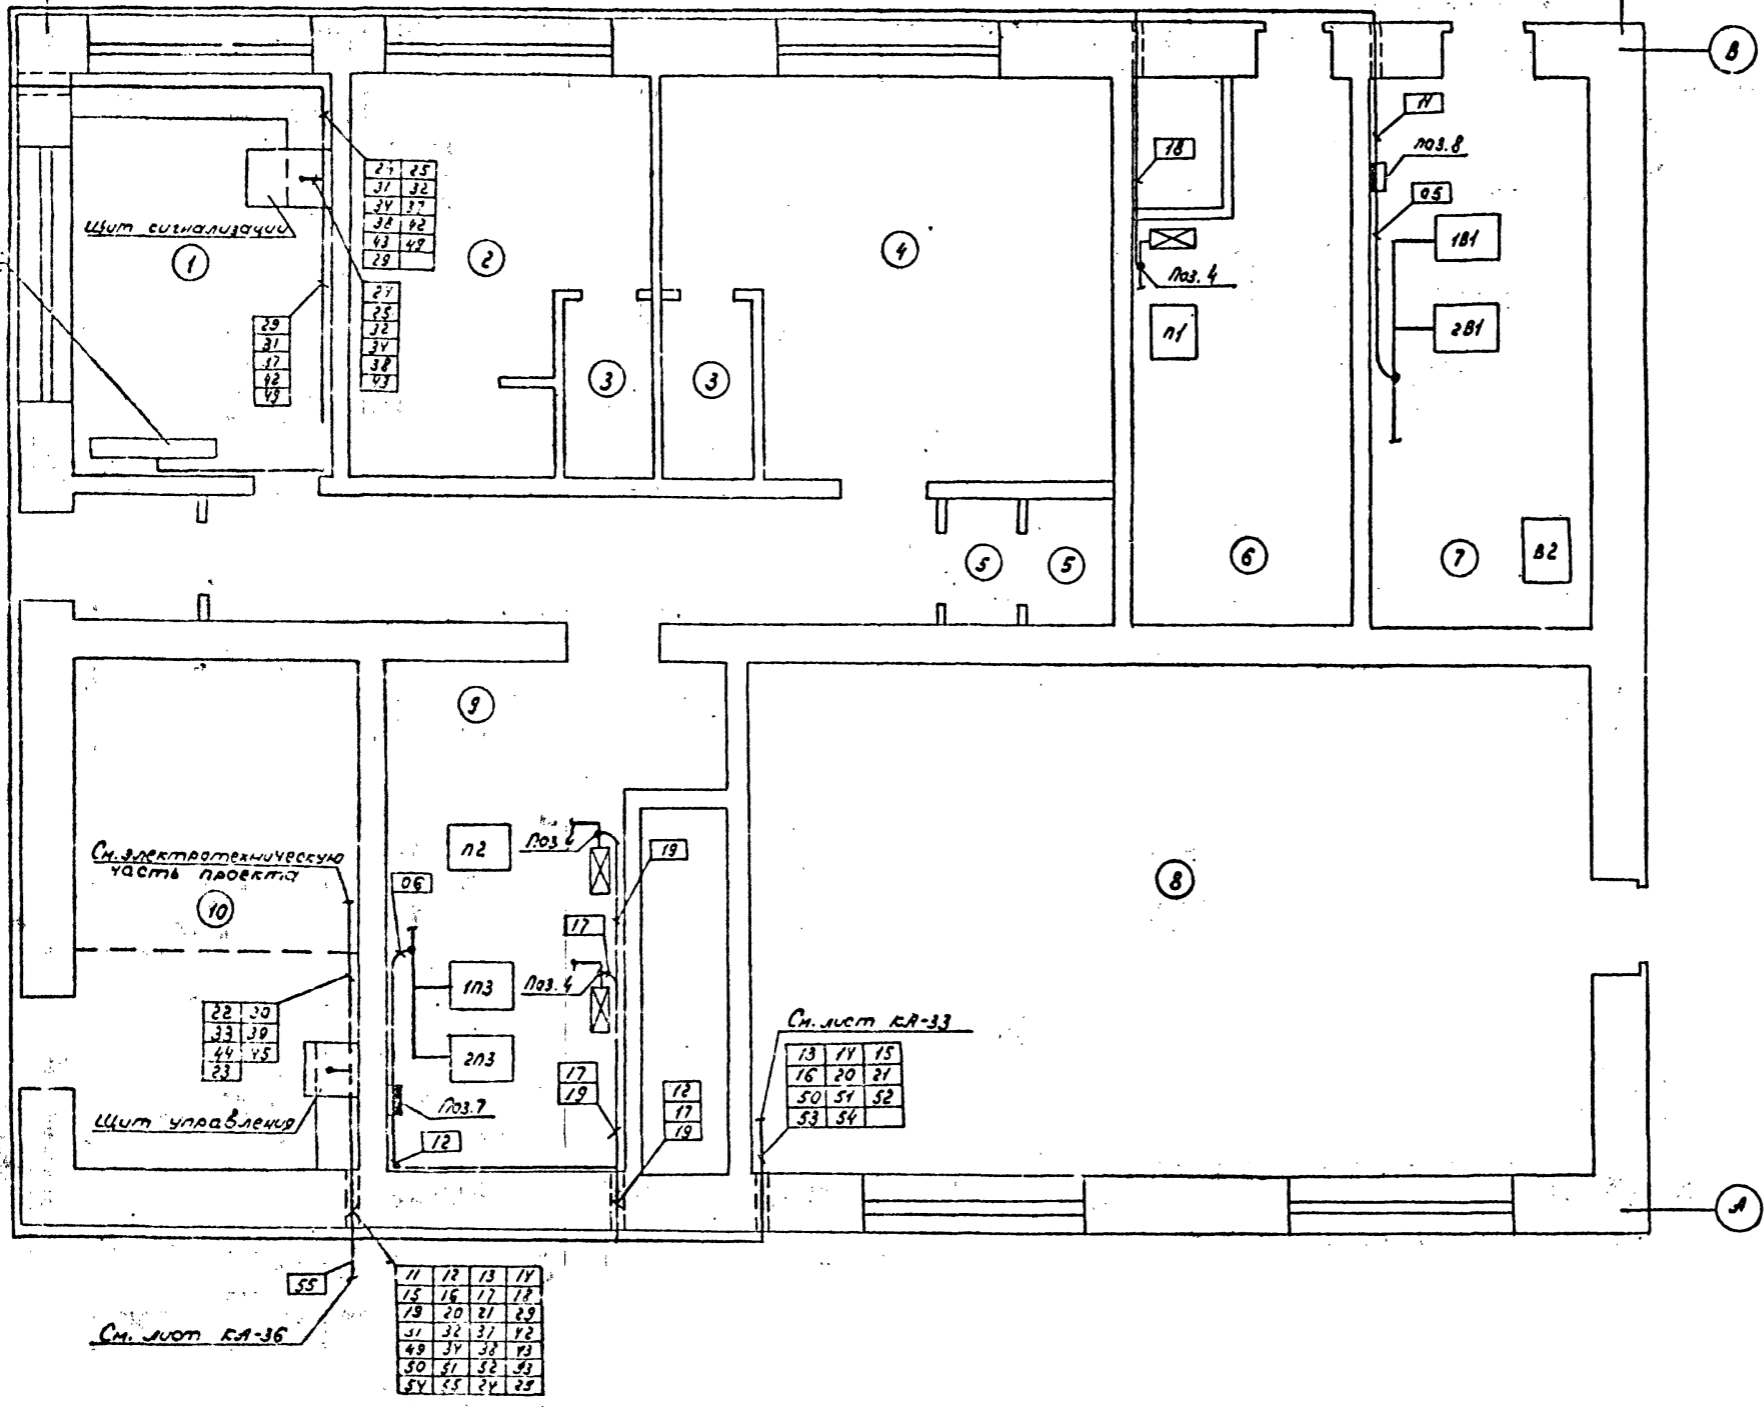 В
18
поз. 8
05
Щит сигнализации
31 32
34 37
38 42
43 49
29
1
2
4
1В1
Поз. 4
25
32
34
38
43
29
31
37
42
49
П1
2В1
3
3
5
5
6
7
В2
9
П2
Поз 4
19
См. электротехническую
часть проекта
06
8
10
17
1П3
Поз. 4
22 30
33 39
44 45
23
См. лист КА-33
13 14 15
16 20 21
50 51 52
53 54
2П3
17
19
12
17
19
Щит управления
Поз. 7
12
А
55
11 12 13 14
15 16 17 18
19 20 21 29
31 32 37 42
49 34 38 43
50 51 52 53
54 25 24 29
См. лист КА-36